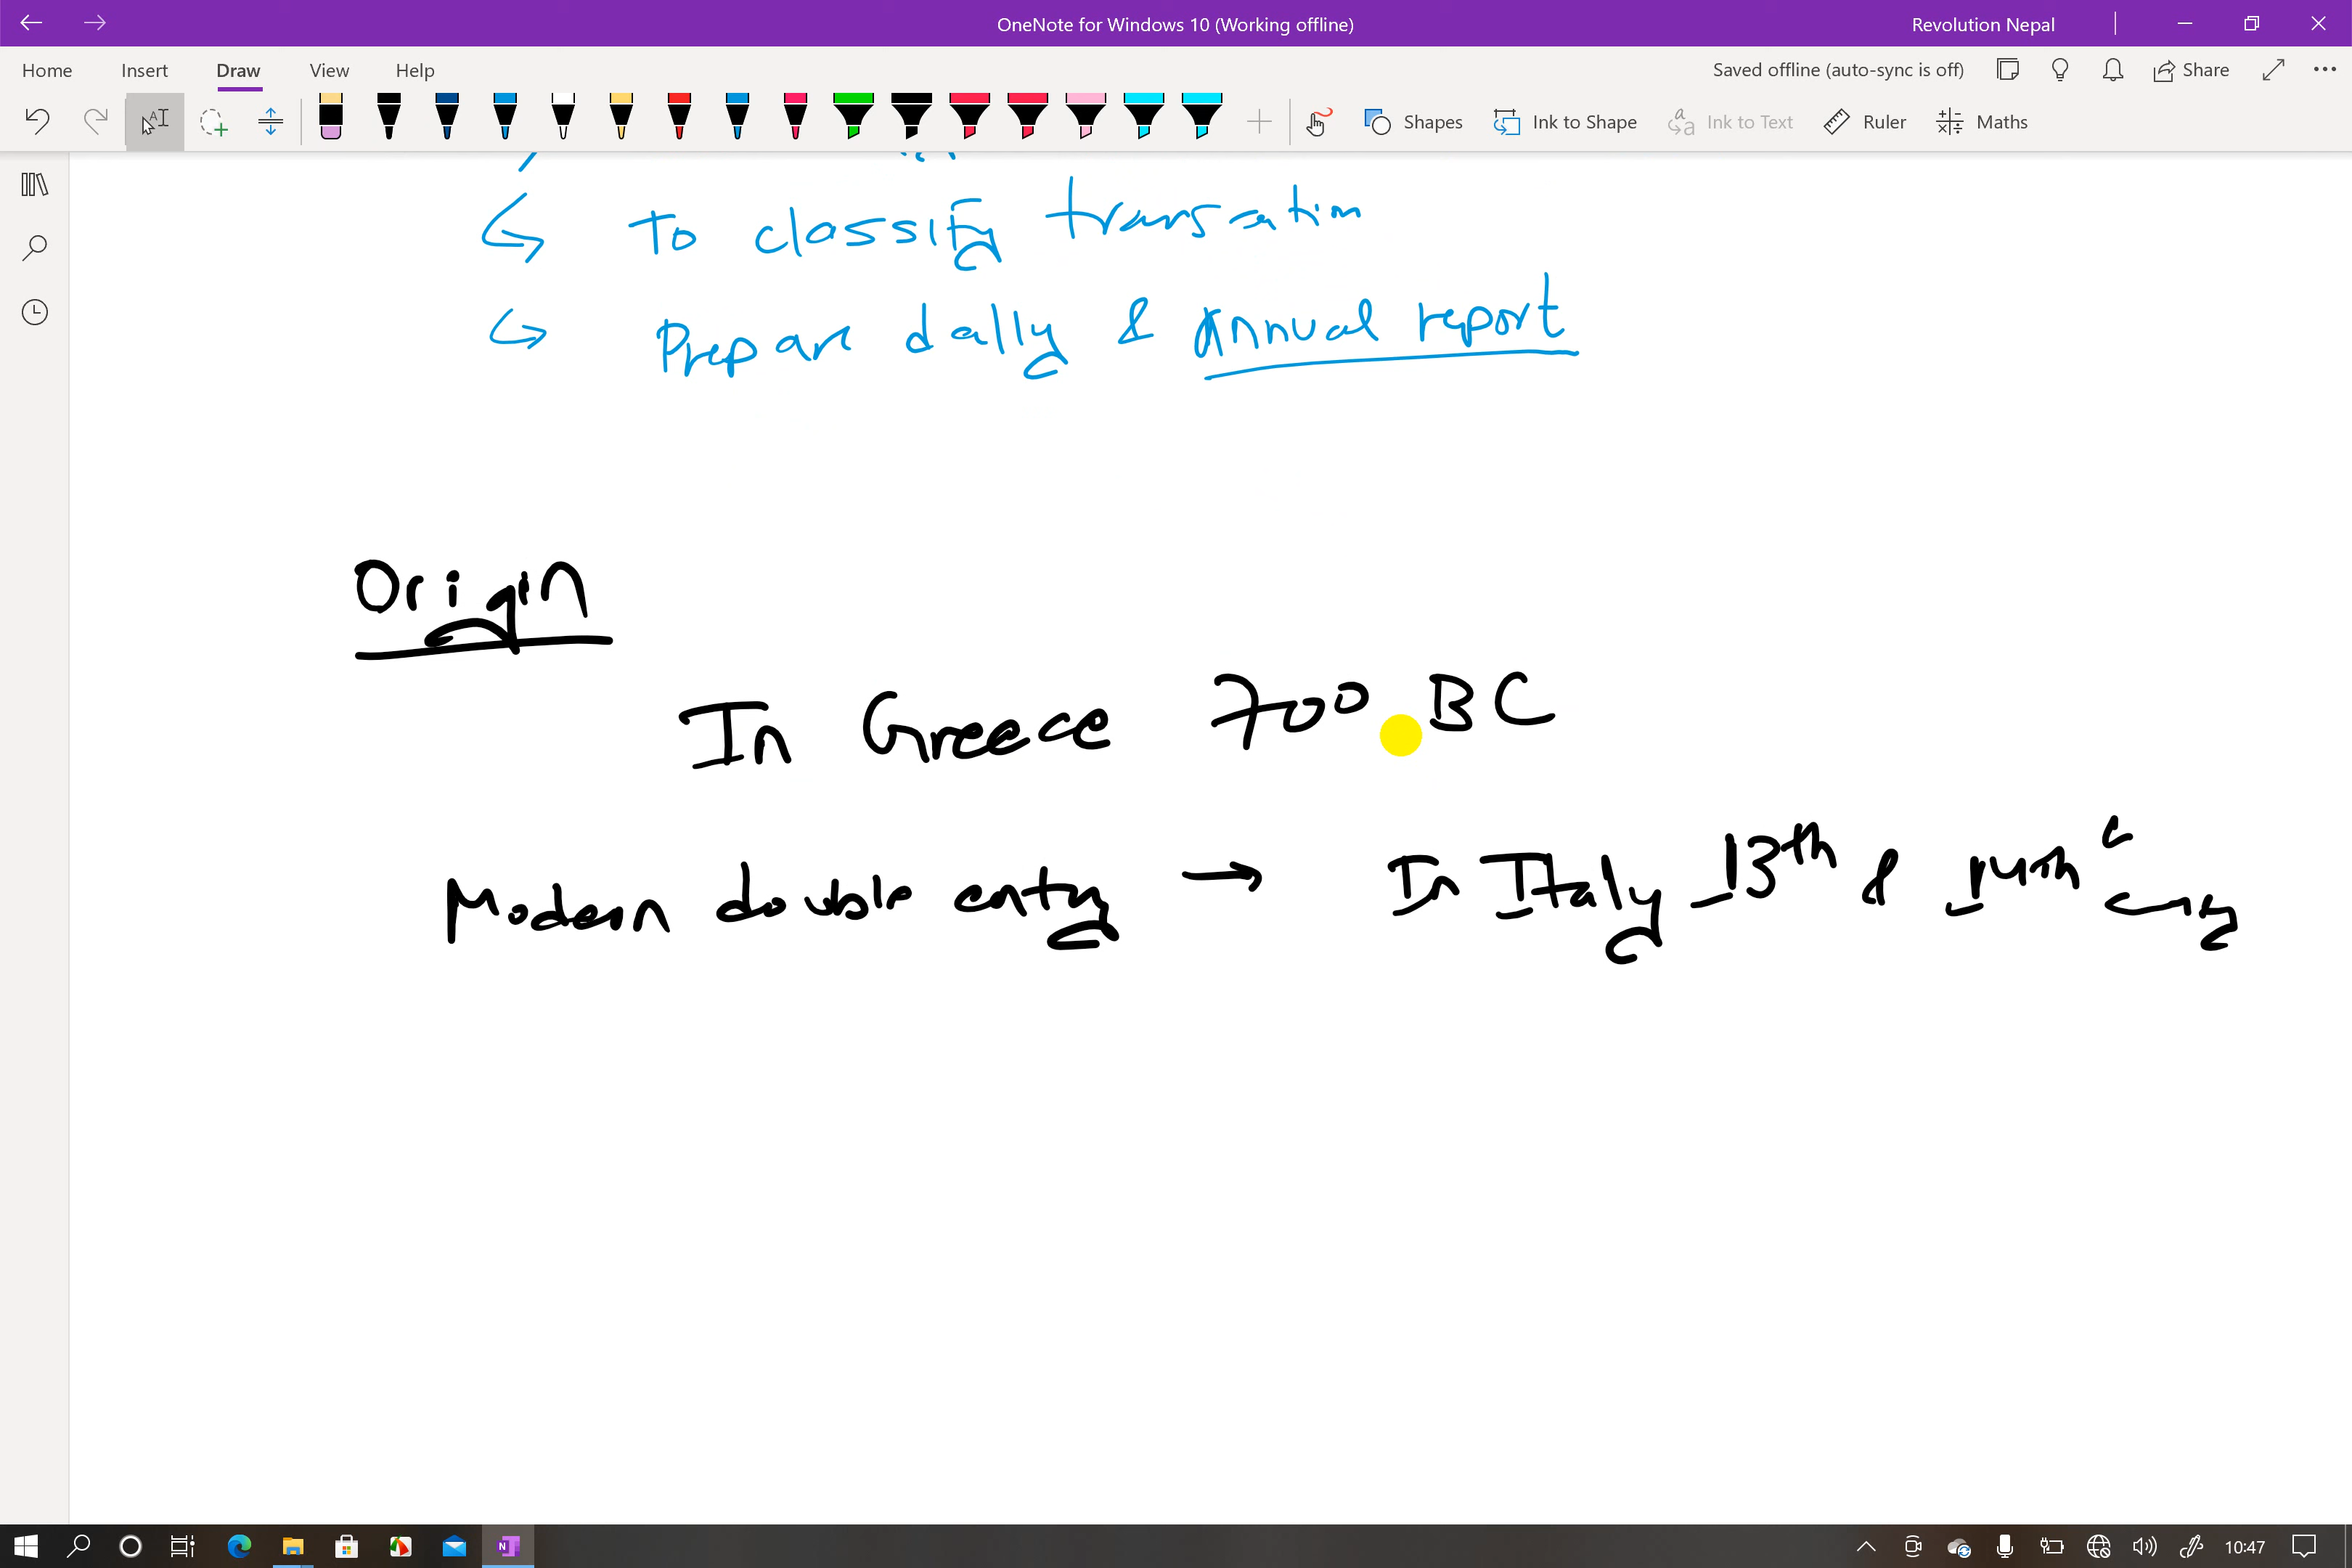 OneNote for Windows 10 (Working offline)
Revolution Nepal
Home Insert Draw View Help
Saved offline (auto-sync is off)
Share
Shapes
Ink to Shape
Ink to Text
Ruler
Maths
To classify transation
Prepare daily & Annual report
Origin
In Greece 700 BC
Modern double entry → In Italy 13th & 14th
10:47